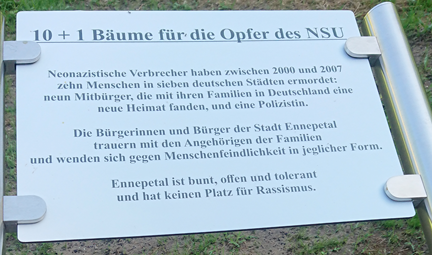 10 + 1 Bäume für die Opfer des NSU
Neonazistische Verbrecher haben zwischen 2000 und 2007
zehn Menschen in sieben deutschen Städten ermordet:
neun Mitbürger, die mit ihren Familien in Deutschland eine
neue Heimat fanden, und eine Polizistin.
Die Bürgerinnen und Bürger der Stadt Ennepetal
trauern mit den Angehörigen der Familien
und wenden sich gegen Menschenfeindlichkeit in jeglicher Form.
Ennepetal ist bunt, offen und tolerant
und hat keinen Platz für Rassismus.